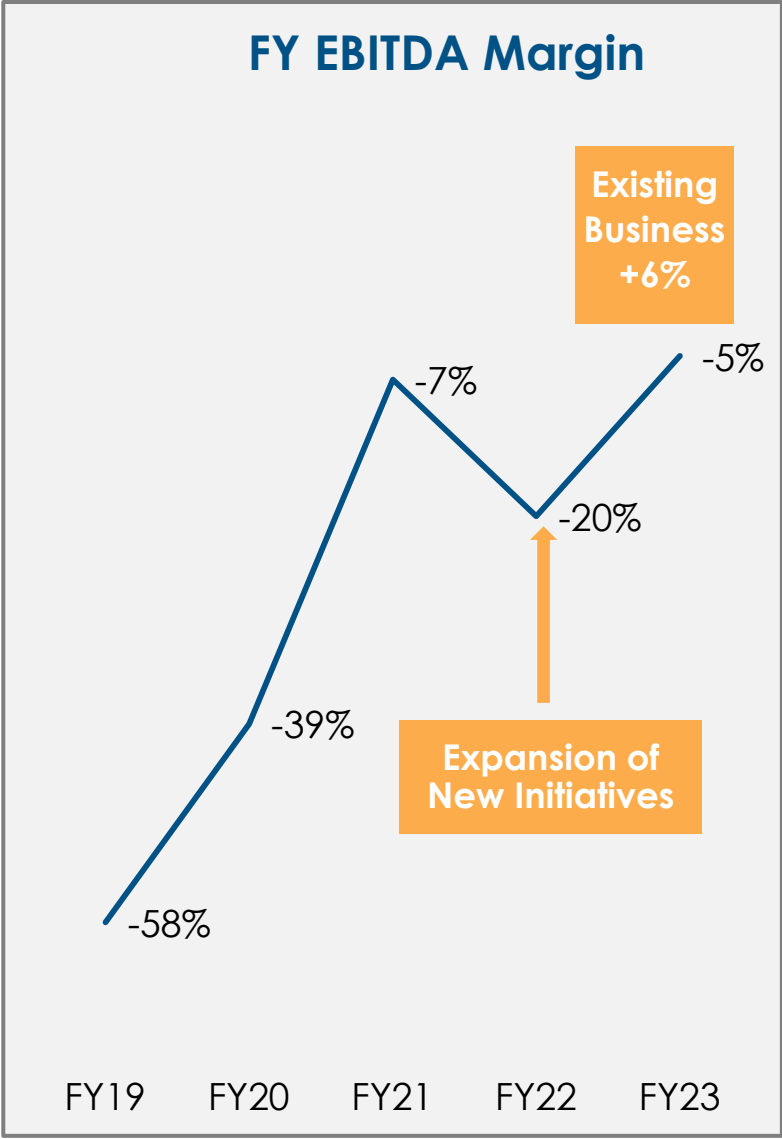 FY EBITDA Margin
Existing
Business
+6%
-5%
-7%
-20%
-39%
Expansion of
New Initiatives
-58%
FY19 FY20 FY21 FY22 FY23